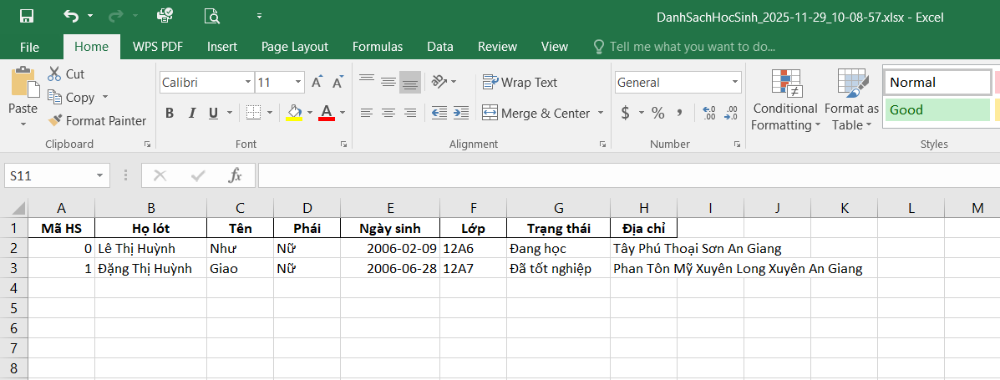 DanhSachHocSinh_2025-11-29_10-08-57.xlsx - Excel
File Home WPS PDF Insert Page Layout Formulas Data Review View Tell me what you want to do...
Paste
Cut
Copy
Format Painter
Clipboard
Calibri 11
B I U A
Font
Wrap Text
Merge & Center
Alignment
General
$ % , .0 .00 .00 .0
Number
Conditional Formatting
Format as Table
Normal
Good
Styles
S11 fx
A B C D E F G H I J K L M
1 Mã HS Họ lót Tên Phái Ngày sinh Lớp Trạng thái Địa chỉ
2 0 Lê Thị Huỳnh Như Nữ 2006-02-09 12A6 Đang học Tây Phú Thoại Sơn An Giang
3 1 Đặng Thị Huỳnh Giao Nữ 2006-06-28 12A7 Đã tốt nghiệp Phan Tôn Mỹ Xuyên Long Xuyên An Giang
4
5
6
7
8